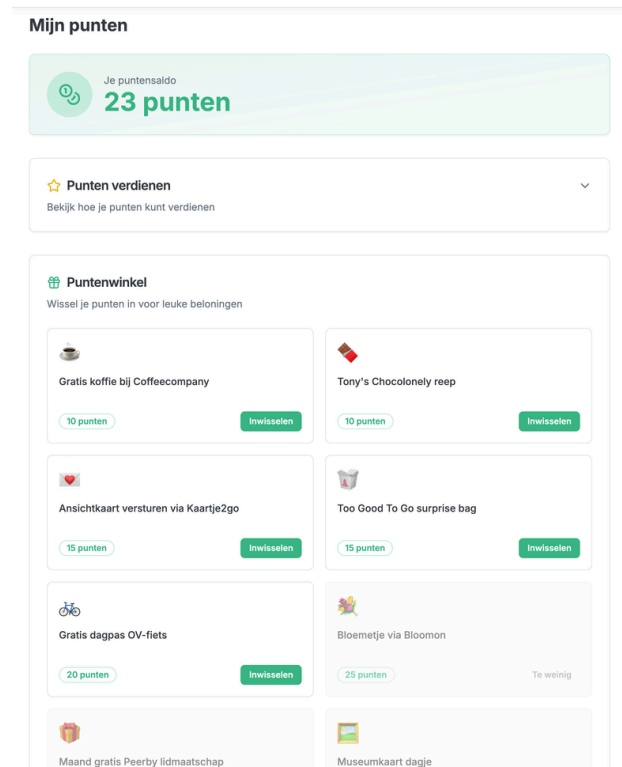 Mijn punten
Je puntensaldo
23 punten
Punten verdienen
Bekijk hoe je punten kunt verdienen
Puntenwinkel
Wissel je punten in voor leuke beloningen
Gratis koffie bij Coffeecompany
10 punten
Inwisselen
Tony's Chocolonely reep
10 punten
Inwisselen
Ansichtkaart versturen via Kaartje2go
15 punten
Inwisselen
Too Good To Go surprise bag
15 punten
Inwisselen
Gratis dagpas OV-fiets
20 punten
Inwisselen
Bloemetje via Bloomon
25 punten
Te weinig
Maand gratis Peerby lidmaatschap
Museumkaart dagje